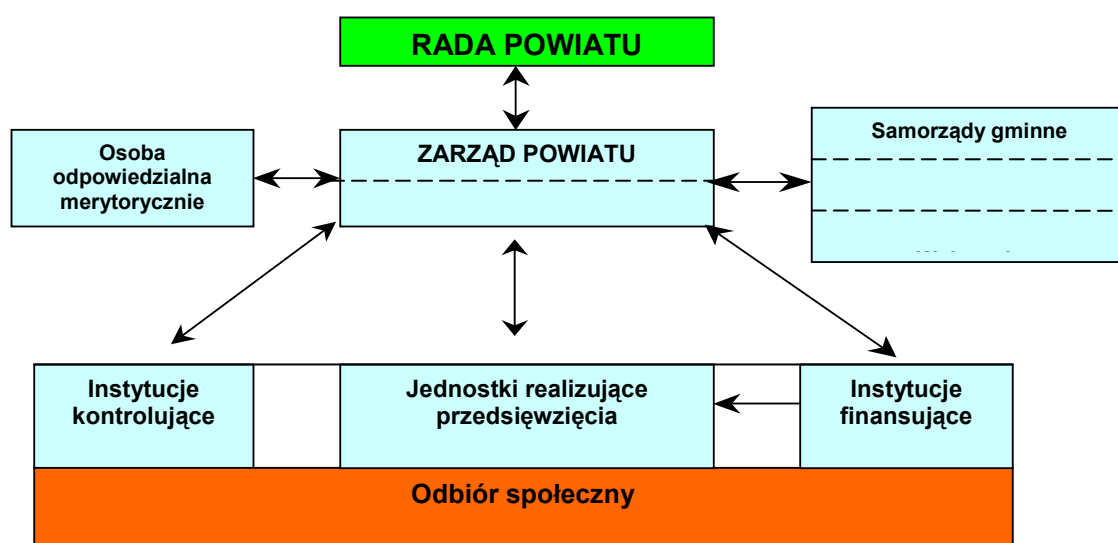 RADA POWIATU
Osoba
odpowiedzialna
merytorycznie
ZARZĄD POWIATU
Samorządy gminne
Instytucje
kontrolujące
Jednostki realizujące
przedsięwzięcia
Instytucje
finansujące
Odbiór społeczny